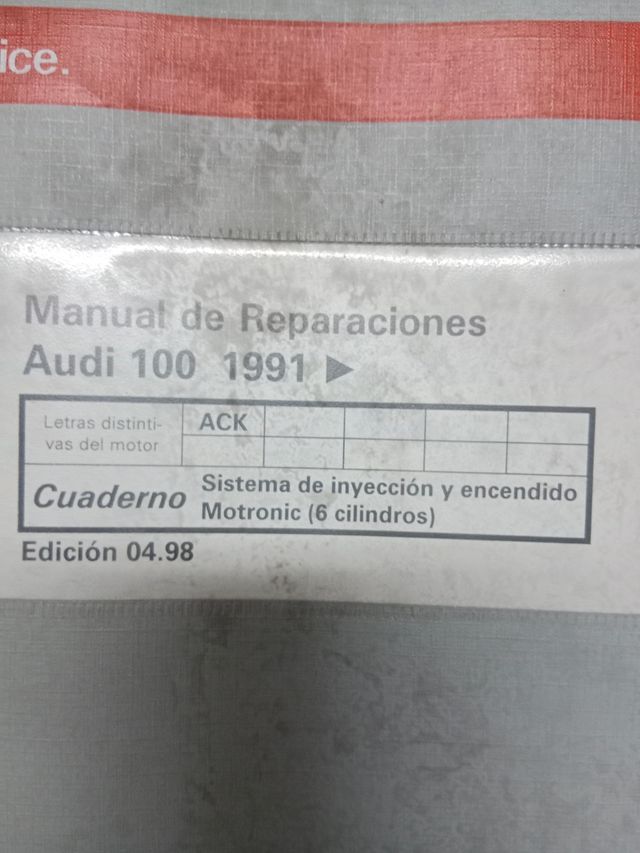 ice.
Manual de Reparaciones
Audi 100 1991 ►
Letras distinti-
vas del motor
ACK
Cuaderno
Sistema de inyección y encendido
Motronic (6 cilindros)
Edición 04.98